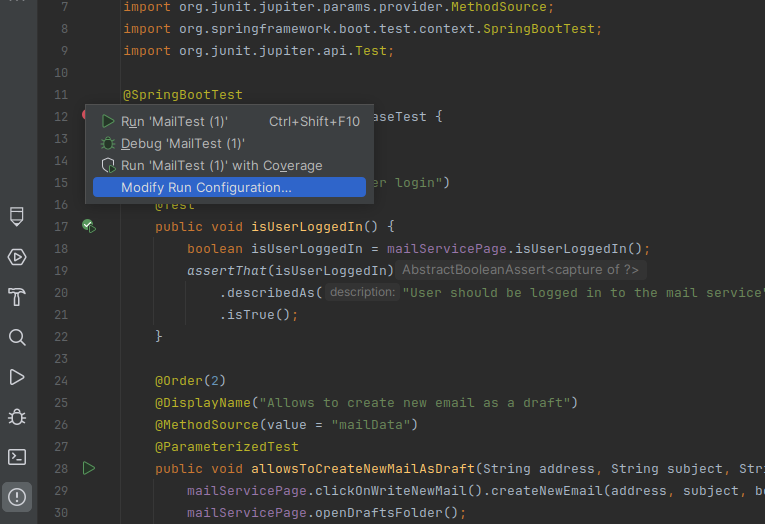 7 import org.junit.jupiter.params.provider.MethodSource;
8 import org.springframework.boot.test.context.SpringBootTest;
9 import org.junit.jupiter.api.Test;
10
11 @SpringBootTest
12 aseTest {
Run 'MailTest (1)' Ctrl+Shift+F10
Debug 'MailTest (1)'
Run 'MailTest (1)' with Coverage
15 er login")
Modify Run Configuration...
16 @Test
17 public void isUserLoggedIn() {
18 boolean isUserLoggedIn = mailServicePage.isUserLoggedIn();
19 assertThat(isUserLoggedIn) AbstractBooleanAssert<capture of ?>
20 .describedAs( description: "User should be logged in to the mail service"
21 .isTrue();
22 }
23
24 @Order(2)
25 @DisplayName("Allows to create new email as a draft")
26 @MethodSource(value = "mailData")
27 @ParameterizedTest
28 public void allowsToCreateNewMailAsDraft(String address, String subject, Stri
29 mailServicePage.clickOnWriteNewMail().createNewEmail(address, subject, bo
30 mailServicePage.openDraftsFolder();